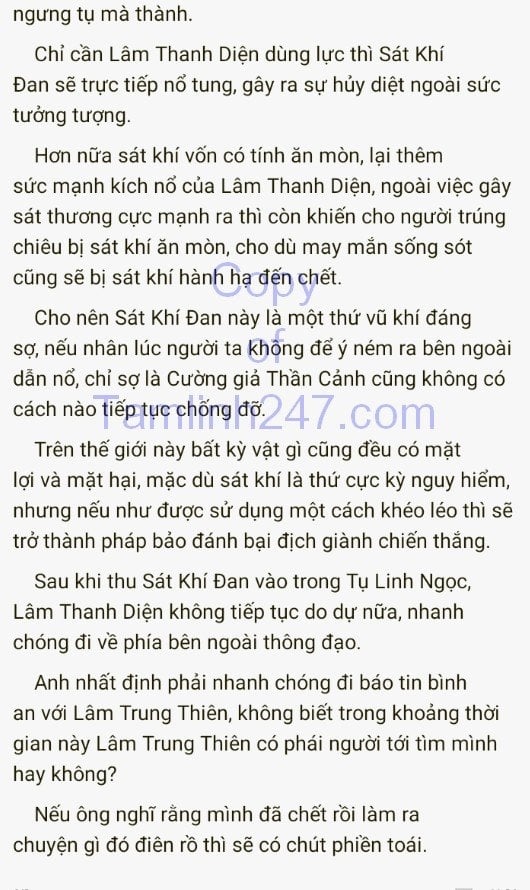 ngưng tụ mà thành.
Chỉ cần Lâm Thanh Diện dùng lực thì Sát Khí
Đan sẽ trực tiếp nổ tung, gây ra sự hủy diệt ngoài sức
tưởng tượng.
Hơn nữa sát khí vốn có tính ăn mòn, lại thêm
sức mạnh kích nổ của Lâm Thanh Diện, ngoài việc gây
sát thương cực mạnh ra thì còn khiến cho người trúng
chiêu bị sát khí ăn mòn, cho dù may mắn sống sót
cũng sẽ bị sát khí hành hạ đến chết.
Copy
Cho nên Sát Khí Đan này là một thứ vũ khí đáng
of
sợ, nếu nhân lúc người ta không để ý ném ra bên ngoài
dẫn nổ, chỉ sợ là Cường giả Thần Cảnh cũng không có
cách nào tiếp tục chống đỡ.
Tamlinh247.com
Trên thế giới này bất kỳ vật gì cũng đều có mặt
lợi và mặt hại, mặc dù sát khí là thứ cực kỳ nguy hiểm,
nhưng nếu như được sử dụng một cách khéo léo thì sẽ
trở thành pháp bảo đánh bại địch giành chiến thắng.
Sau khi thu Sát Khí Đan vào trong Tụ Linh Ngọc,
Lâm Thanh Diện không tiếp tục do dự nữa, nhanh
chóng đi về phía bên ngoài thông đạo.
Anh nhất định phải nhanh chóng đi báo tin bình
an với Lâm Trung Thiên, không biết trong khoảng thời
gian này Lâm Trung Thiên có phái người tới tìm mình
hay không?
Nếu ông nghĩ rằng mình đã chết rồi làm ra
chuyện gì đó điên rồ thì sẽ có chút phiền toái.